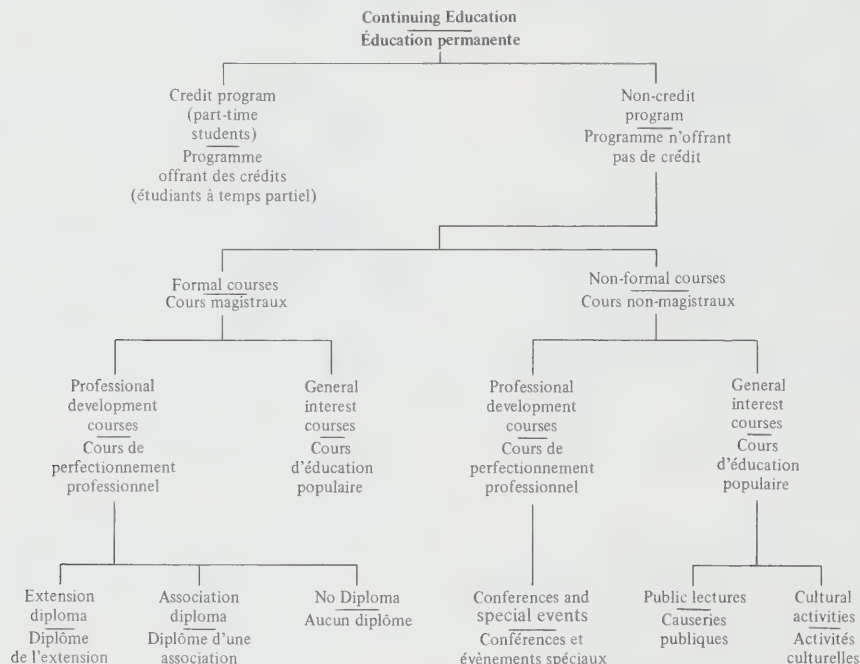 Continuing Education
Éducation permanente
Credit program
(part-time
students)
Programme
offrant des crédits
(étudiants à temps partiel)
Non-credit
program
Programme n'offrant
pas de crédit
Formal courses
Cours magistraux
Non-formal courses
Cours non-magistraux
Professional
development
courses
Cours de
perfectionnement
professionnel
General
interest
courses
Cours
d'éducation
populaire
Professional
development
courses
Cours de
perfectionnement
professionnel
General
interest
courses
Cours
d'éducation
populaire
Extension
diploma
Diplôme
de l'extension
Association
diploma
Diplôme d'une
association
No Diploma
Aucun diplôme
Conferences and
special events
Conférences et
évènements spéciaux
Public lectures
Causeries
publiques
Cultural
activities
Activités
culturelles